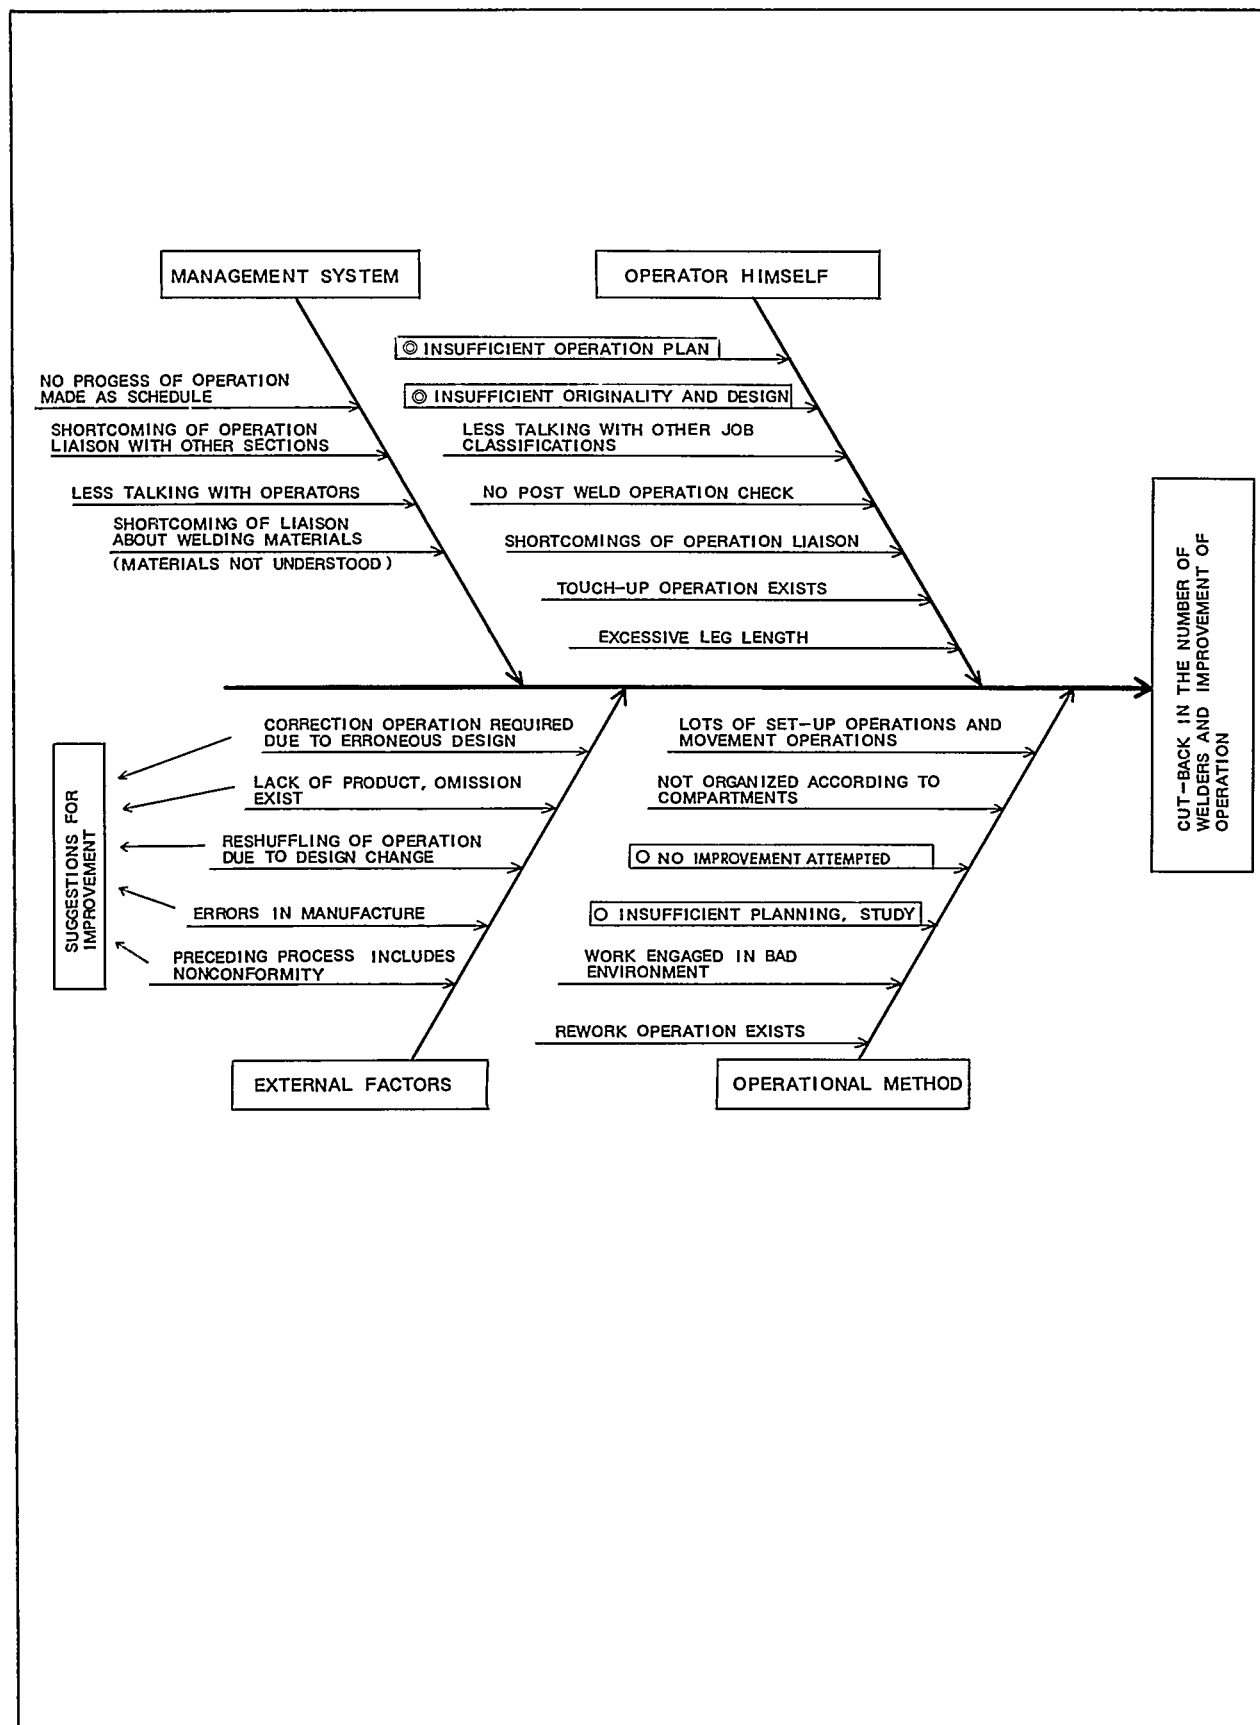 MANAGEMENT SYSTEM
NO PROGESS OF OPERATION
MADE AS SCHEDULE
SHORTCOMING OF OPERATION
LIAISON WITH OTHER SECTIONS
LESS TALKING WITH OPERATORS
SHORTCOMING OF LIAISON
ABOUT WELDING MATERIALS
(MATERIALS NOT UNDERSTOOD)
OPERATOR HIMSELF
◎ INSUFFICIENT OPERATION PLAN
◎ INSUFFICIENT ORIGINALITY AND DESIGN
LESS TALKING WITH OTHER JOB
CLASSIFICATIONS
NO POST WELD OPERATION CHECK
SHORTCOMINGS OF OPERATION LIAISON
TOUCH-UP OPERATION EXISTS
EXCESSIVE LEG LENGTH
CUT-BACK IN THE NUMBER OF
WELDERS AND IMPROVEMENT OF
OPERATION
SUGGESTIONS FOR
IMPROVEMENT
CORRECTION OPERATION REQUIRED
DUE TO ERRONEOUS DESIGN
LACK OF PRODUCT, OMISSION
EXIST
RESHUFFLING OF OPERATION
DUE TO DESIGN CHANGE
ERRORS IN MANUFACTURE
PRECEDING PROCESS INCLUDES
NONCONFORMITY
EXTERNAL FACTORS
LOTS OF SET-UP OPERATIONS AND
MOVEMENT OPERATIONS
NOT ORGANIZED ACCORDING TO
COMPARTMENTS
○ NO IMPROVEMENT ATTEMPTED
○ INSUFFICIENT PLANNING, STUDY
WORK ENGAGED IN BAD
ENVIRONMENT
REWORK OPERATION EXISTS
OPERATIONAL METHOD